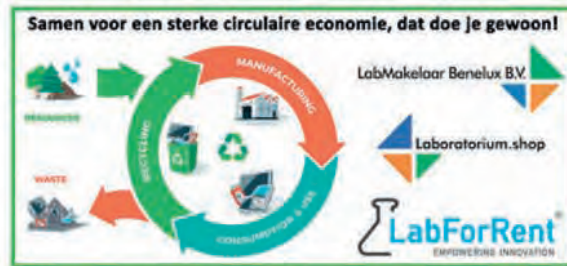 Samen voor een sterke circulaire economie, dat doe je gewoon!
MANUFACTURING
RECYCLING
CONSUMPTION & USE
RESOURCES
WASTE
LabMakelaar Benelux B.V.
Laboratorium.shop
LabForRent®
EMPOWERING INNOVATION